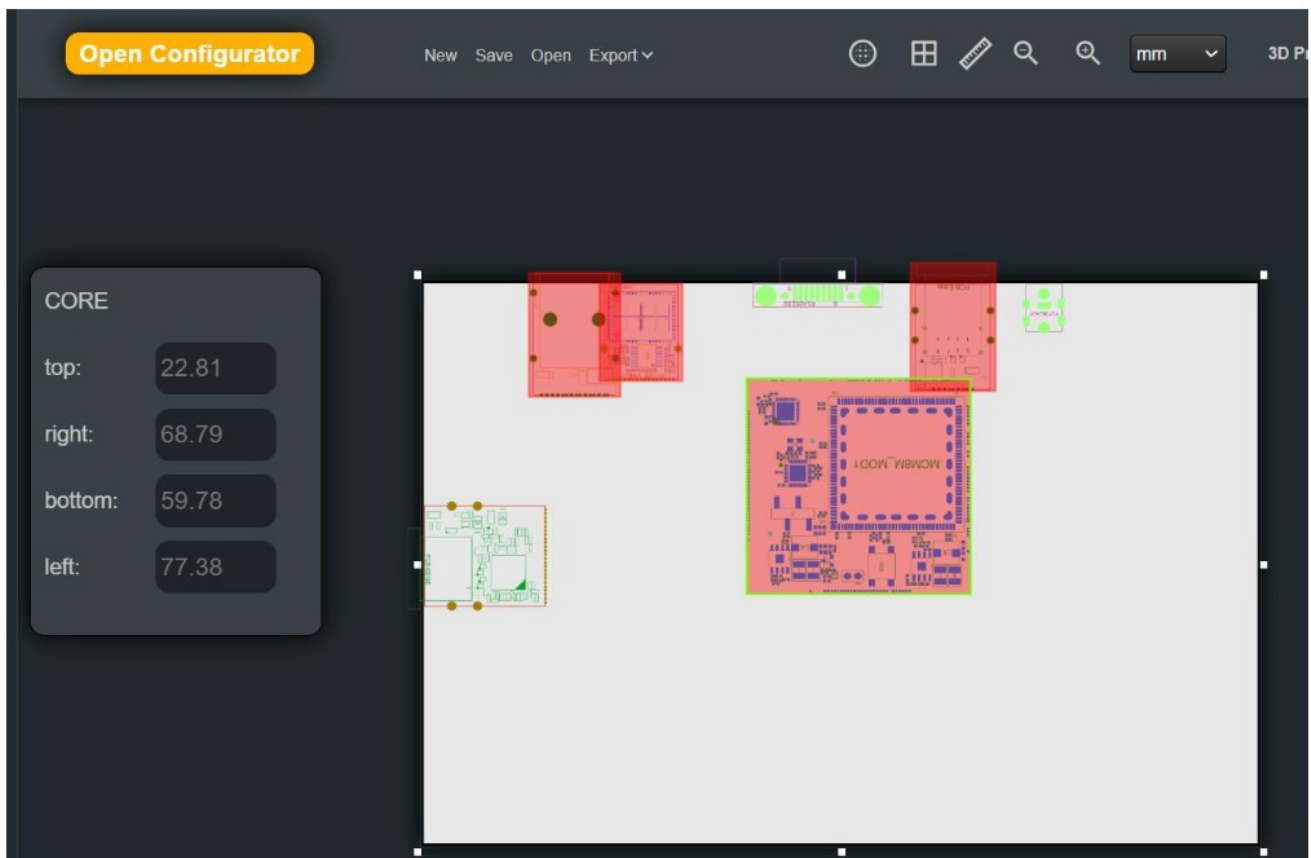 Open Configurator
New Save Open Export
mm
3D Pr
CORE
top: 22.81
right: 68.79
bottom: 59.78
left: 77.38
MCM8M_MOD1